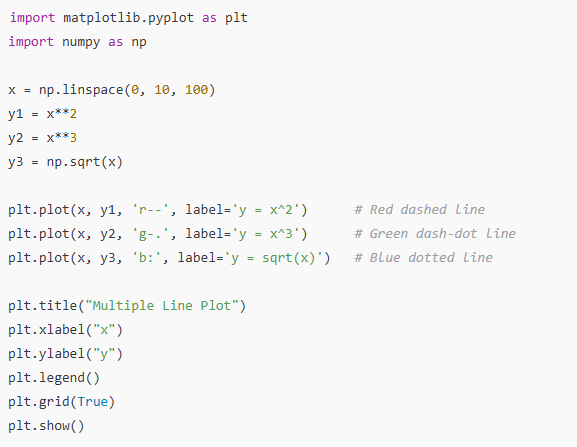 import matplotlib.pyplot as plt
import numpy as np
x = np.linspace(0, 10, 100)
y1 = x**2
y2 = x**3
y3 = np.sqrt(x)
plt.plot(x, y1, 'r--', label='y = x^2')      # Red dashed line
plt.plot(x, y2, 'g-.', label='y = x^3')      # Green dash-dot line
plt.plot(x, y3, 'b:', label='y = sqrt(x)')   # Blue dotted line
plt.title("Multiple Line Plot")
plt.xlabel("x")
plt.ylabel("y")
plt.legend()
plt.grid(True)
plt.show()